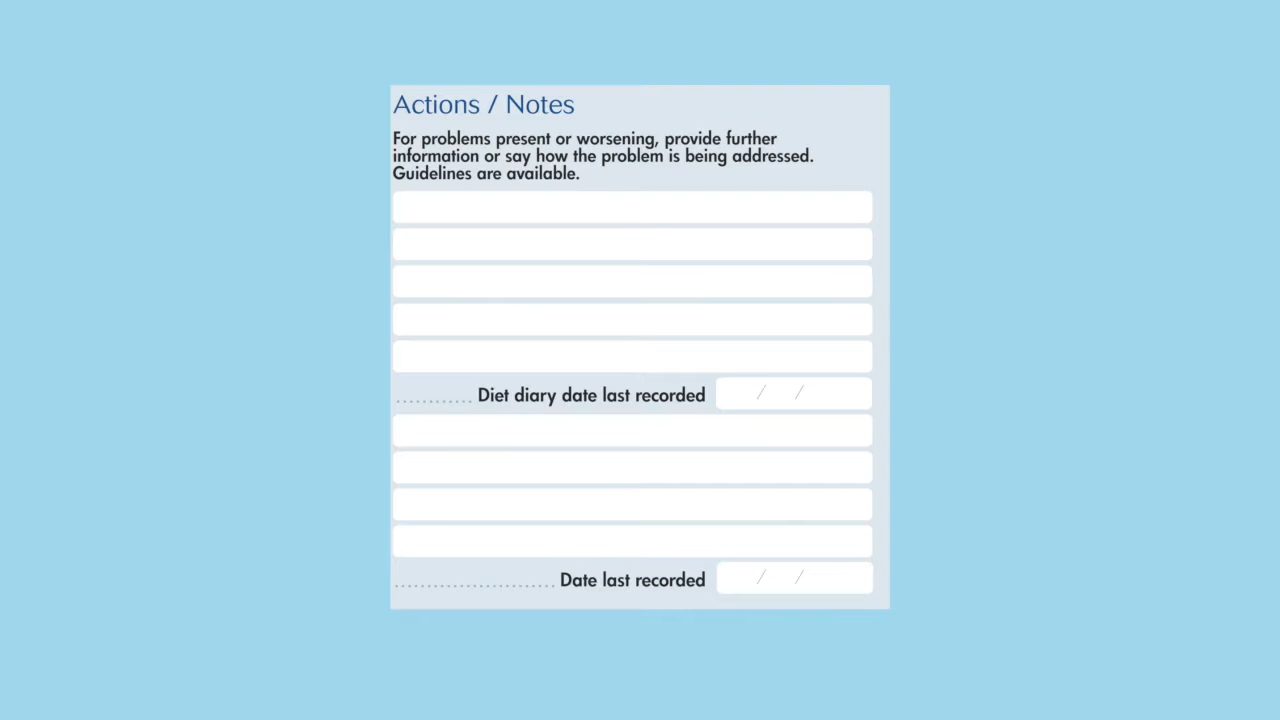 Actions / Notes
For problems present or worsening, provide further
information or say how the problem is being addressed.
Guidelines are available.
............ Diet diary date last recorded / /
......................... Date last recorded / /